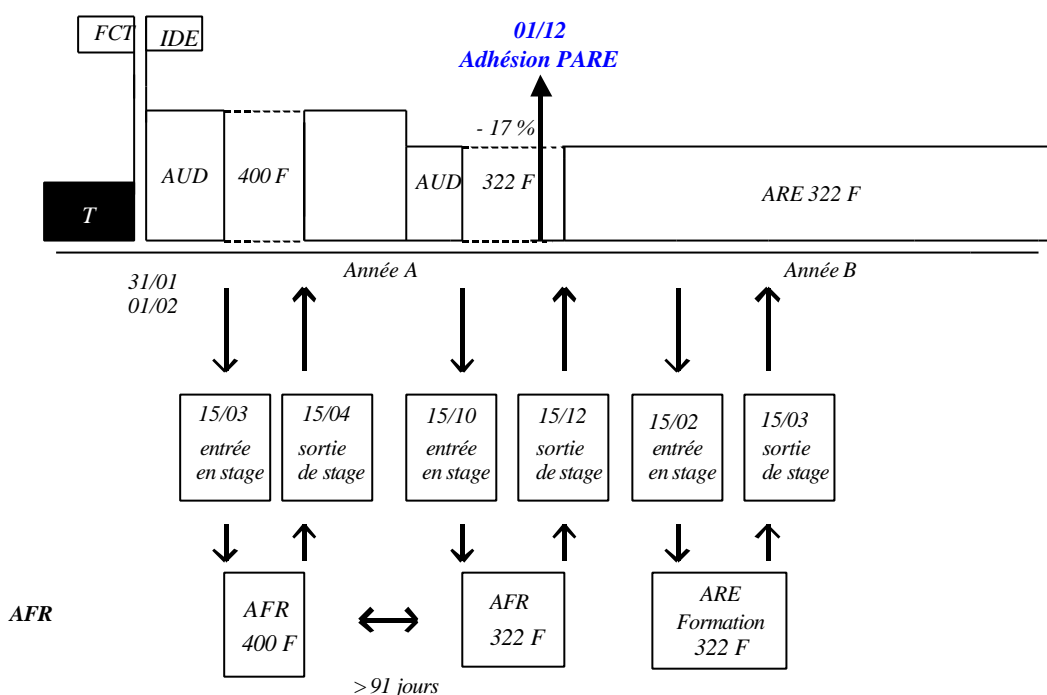 FCT
IDE
01/12
Adhésion PARE
- 17 %
AUD
400 F
AUD
322 F
ARE 322 F
T
31/01
01/02
Année A
Année B
15/03
entrée
en stage
15/04
sortie
de stage
15/10
entrée
en stage
15/12
sortie
de stage
15/02
entrée
en stage
15/03
sortie
de stage
AFR
AFR
400 F
AFR
322 F
ARE
Formation
322 F
> 91 jours